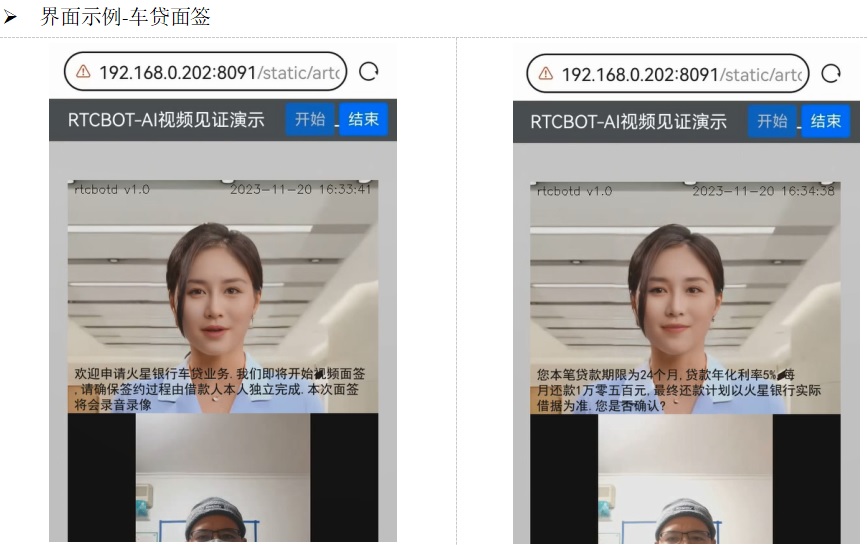 ➢ 界面示例-车贷面签
192.168.0.202:8091/static/artc
RTCBOT-AI视频见证演示 开始 结束
rtcbotd v1.0 2023-11-20 16:33:41
欢迎申请火星银行车贷业务. 我们即将开始视频面签
, 请确保签约过程由借款人本人独立完成. 本次面签
将会录音录像
192.168.0.202:8091/static/artc
RTCBOT-AI视频见证演示 开始 结束
rtcbotd v1.0 2023-11-20 16:34:38
您本笔贷款期限为24个月, 贷款年化利率5%, 每
月还款1万零五百元, 最终还款计划以火星银行实际
借据为准. 您是否确认?